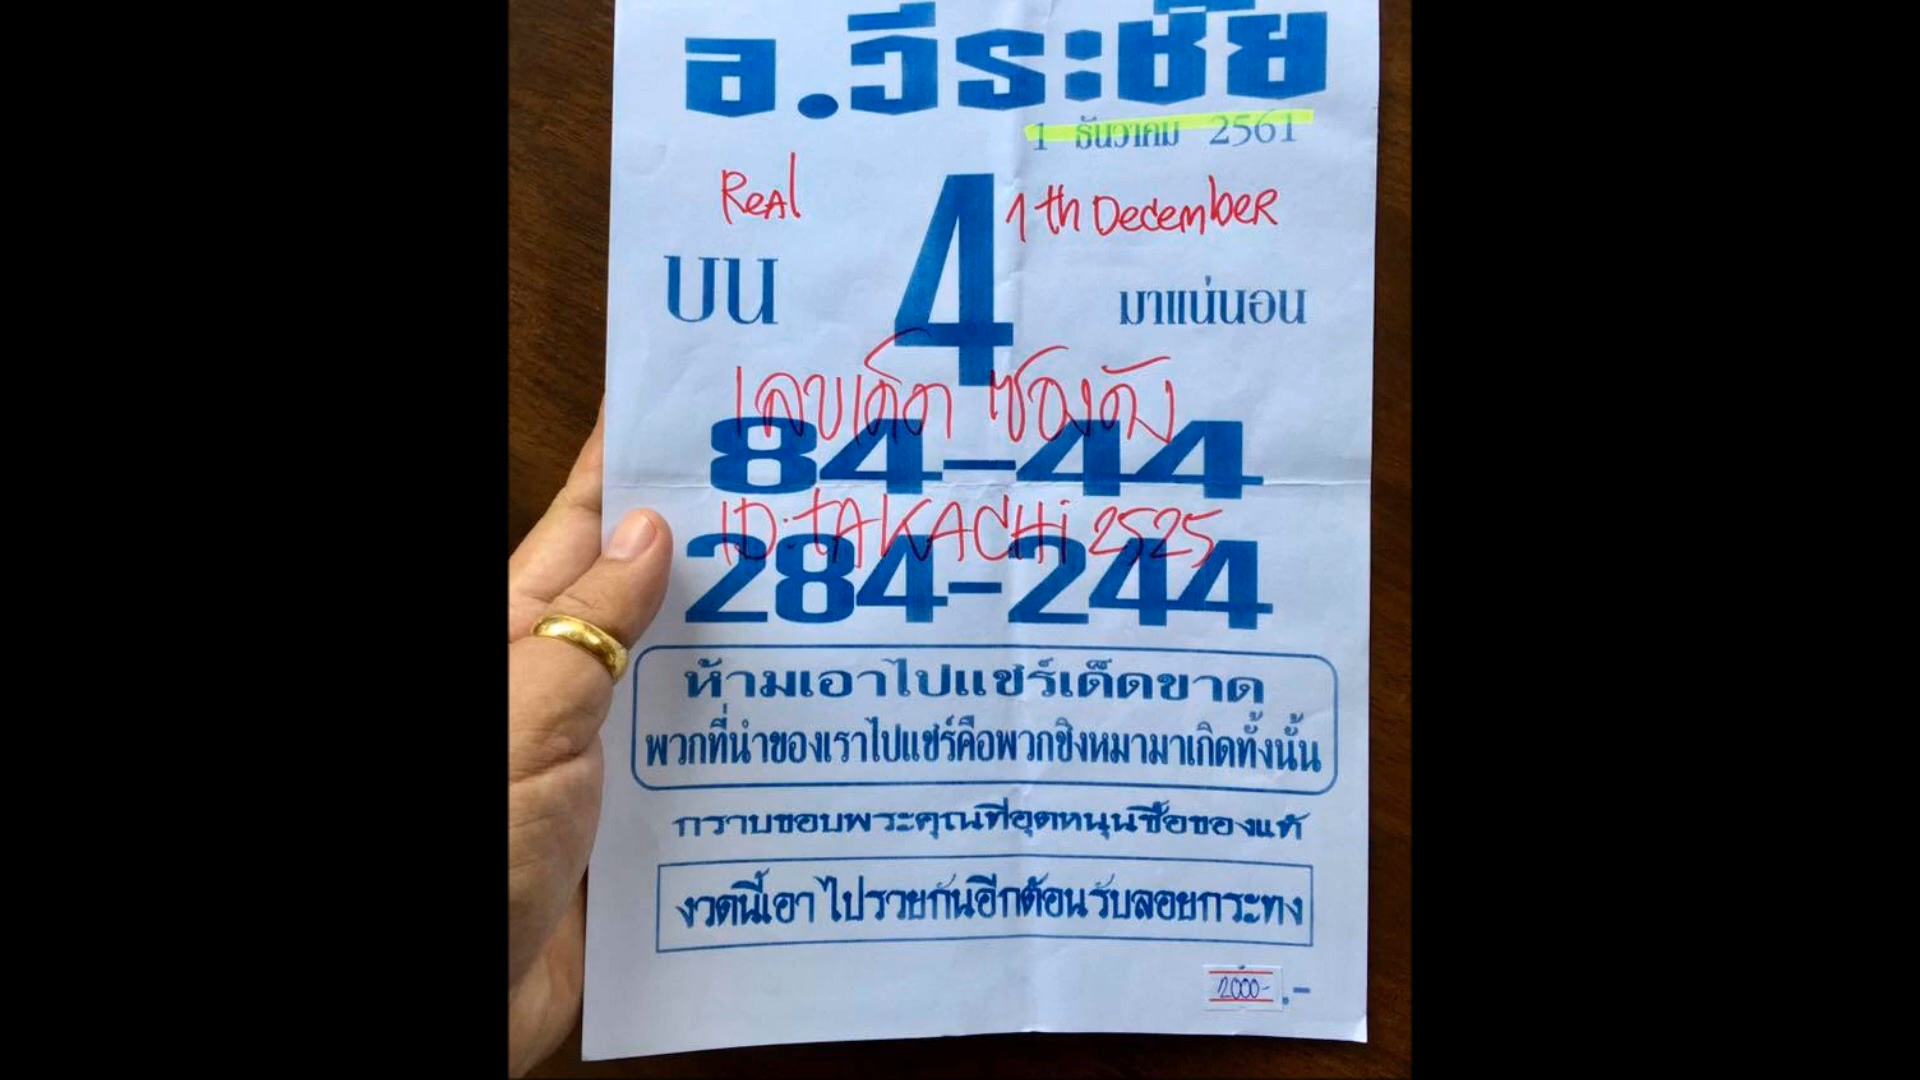 อ.วีระชัย
1 ธันวาคม 2561
ReAl
1th DecembeR
บน 4 มาแน่นอน
เลขเด็ด ซองดัง
84-44
ID:tAKACHi 2525
284-244
ห้ามเอาไปแชร์เด็ดขาด
พวกที่นำของเราไปแชร์คือพวกชิงหมามาเกิดทั้งนั้น
กราบขอบพระคุณที่อุดหนุนซื้อของแท้
งวดนี้เอาไปรวยกันอีกต้อนรับลอยกระทง
2000- .-